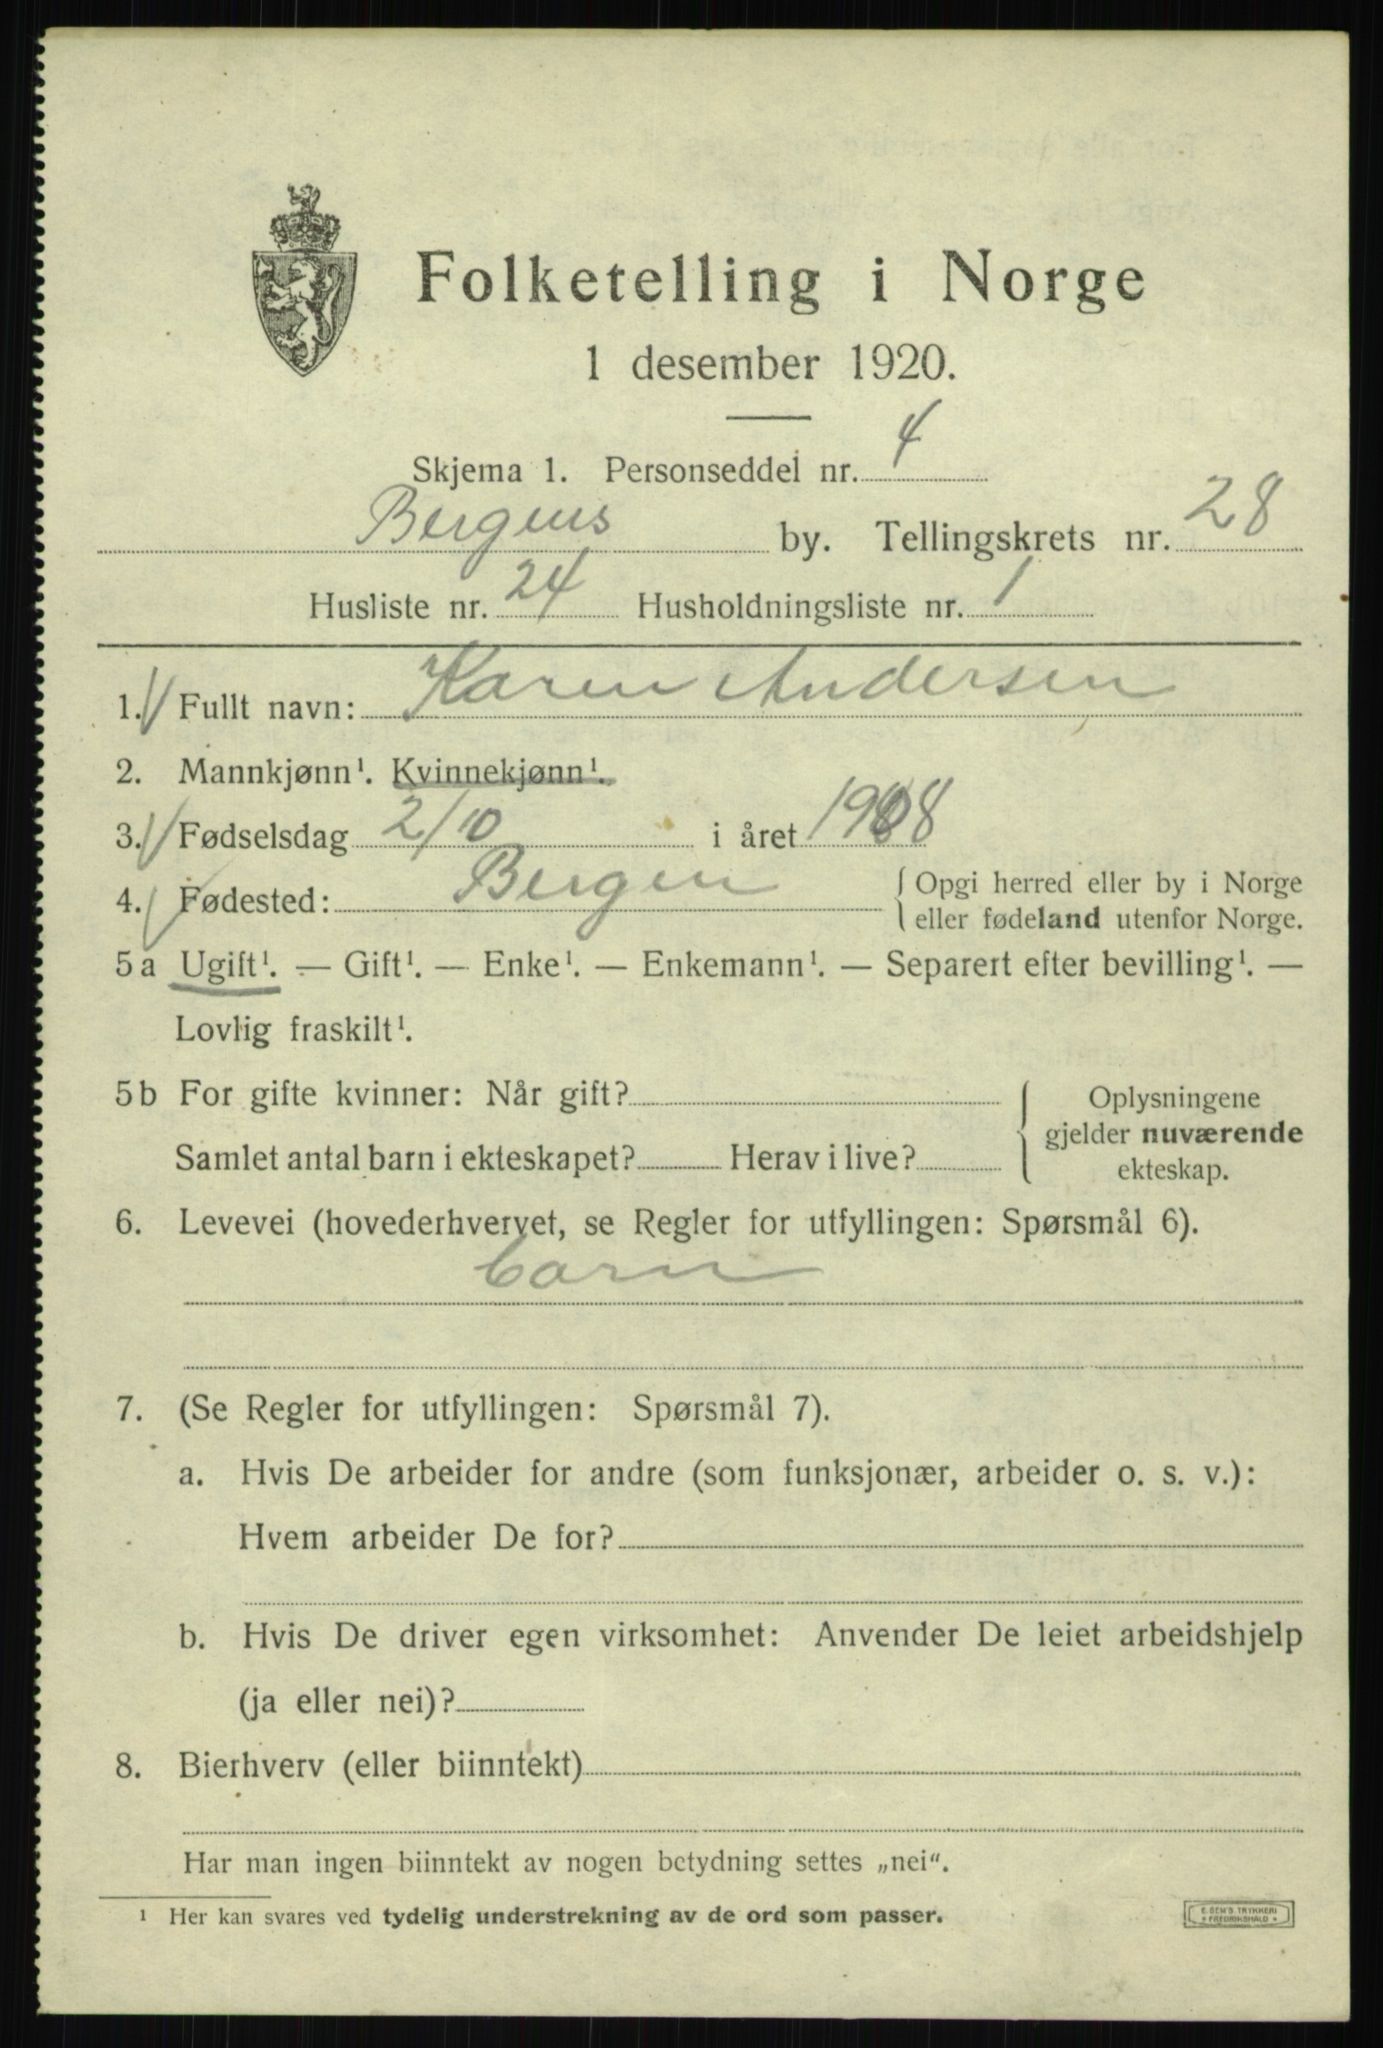 Folketelling i Norge
1 desember 1920.
Skjema 1. Personseddel nr. 4
Bergens by. Tellingskrets nr. 28
Husliste nr. 24 Husholdningsliste nr. 1
1. Fullt navn: Karen Andersen
2. Mannkjønn¹. Kvinnekjønn¹.
3. Fødselsdag 2/10 i året 1908
4. Fødested: Bergen { Opgi herred eller by i Norge
eller fødeland utenfor Norge.
5a Ugift¹. — Gift¹. — Enke¹. — Enkemann¹. — Separert efter bevilling¹. —
Lovlig fraskilt¹.
5b For gifte kvinner: Når gift? { Oplysningene
gjelder nuværende
Samlet antal barn i ekteskapet? Herav i live?
ekteskap.
6. Levevei (hovederhvervet, se Regler for utfyllingen: Spørsmål 6).
barn
7. (Se Regler for utfyllingen: Spørsmål 7).
a. Hvis De arbeider for andre (som funksjonær, arbeider o. s. v.):
Hvem arbeider De for?
b. Hvis De driver egen virksomhet: Anvender De leiet arbeidshjelp
(ja eller nei)?
8. Bierhverv (eller biinntekt)
Har man ingen biinntekt av nogen betydning settes „nei“.
¹ Her kan svares ved tydelig understrekning av de ord som passer.
E. SEM'S TRYKKERI
* FREDRIKSHALD *